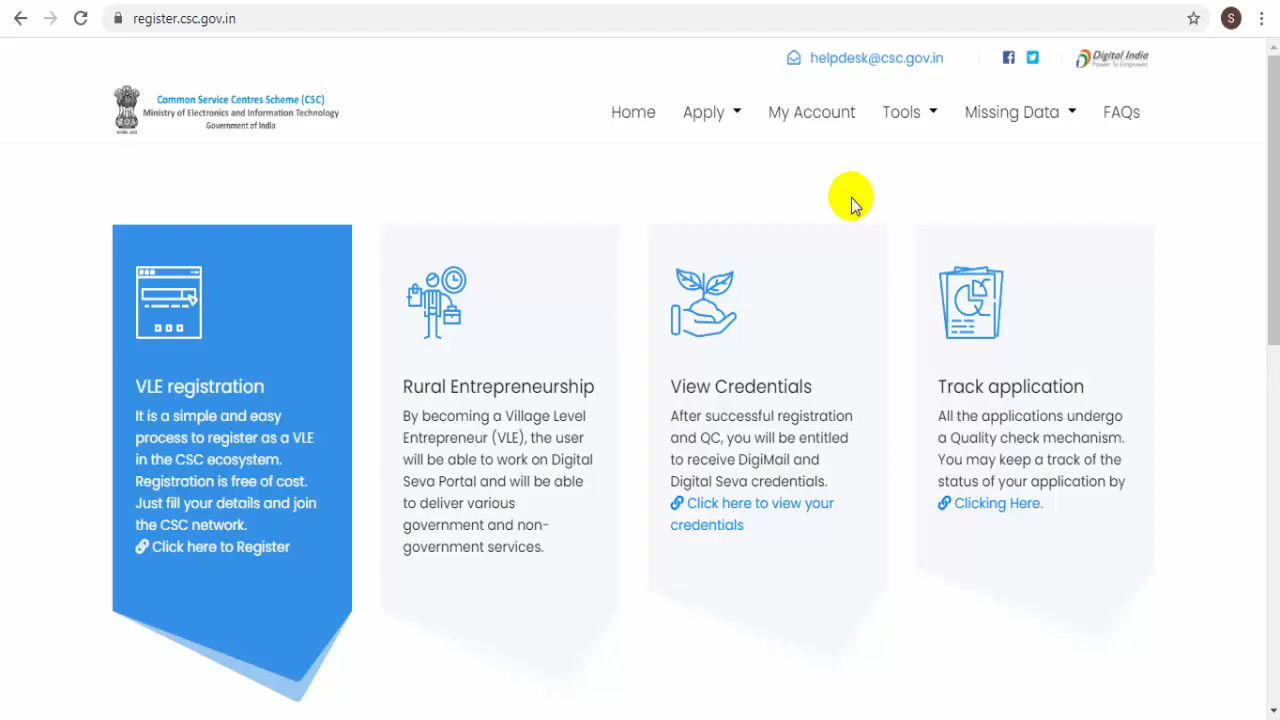 register.csc.gov.in
S
helpdesk@csc.gov.in
Digital India
Power To Empower
Common Service Centres Scheme (CSC)
Ministry of Electronics and Information Technology
Government of India
Home Apply My Account Tools Missing Data FAQs
VLE registration
It is a simple and easy
process to register as a VLE
in the CSC ecosystem.
Registration is free of cost.
Just fill your details and join
the CSC network.
Click here to Register
Rural Entrepreneurship
By becoming a Village Level
Entrepreneur (VLE), the user
will be able to work on Digital
Seva Portal and will be able
to deliver various
government and non-
government services.
View Credentials
After successful registration
and QC, you will be entitled
to receive DigiMail and
Digital Seva credentials.
Click here to view your
credentials
Track application
All the applications undergo
a Quality check mechanism.
You may keep a track of the
status of your application by
Clicking Here.